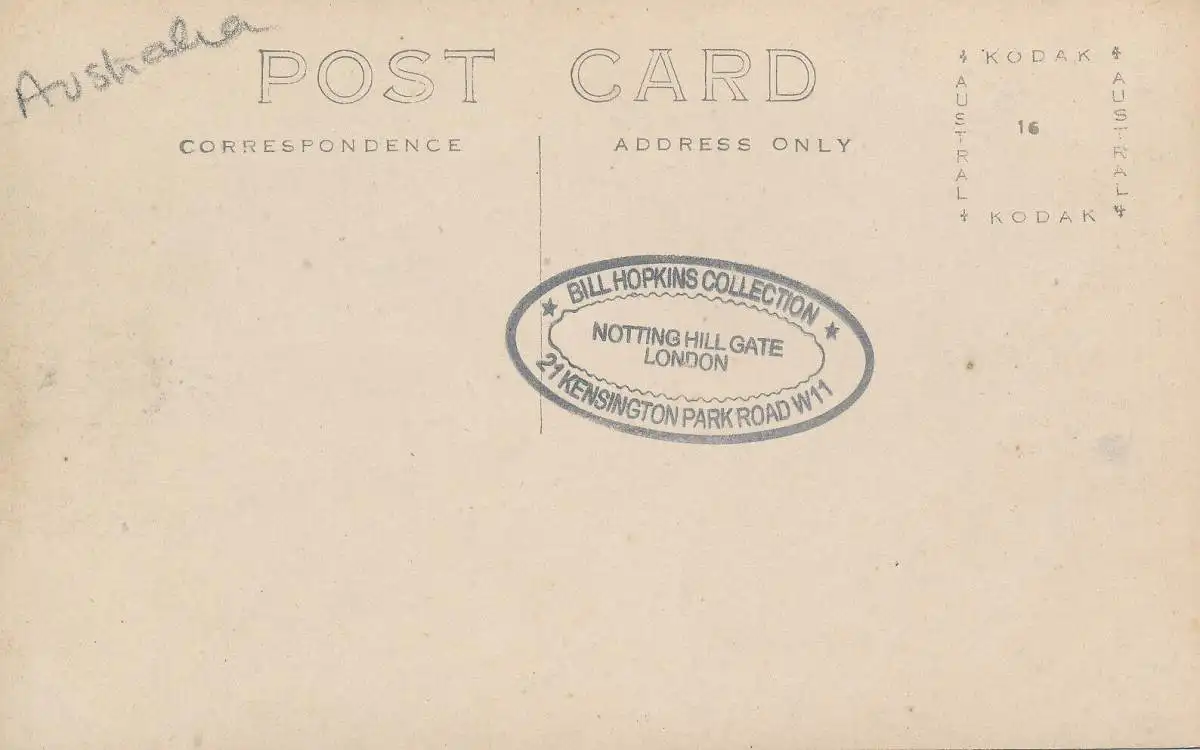 Australia
POST CARD
CORRESPONDENCE
ADDRESS ONLY
KODAK
AUSTRAL
AUSTRAL
16
KODAK
★ BILL HOPKINS COLLECTION ★
NOTTING HILL GATE
LONDON
21 KENSINGTON PARK ROAD W11